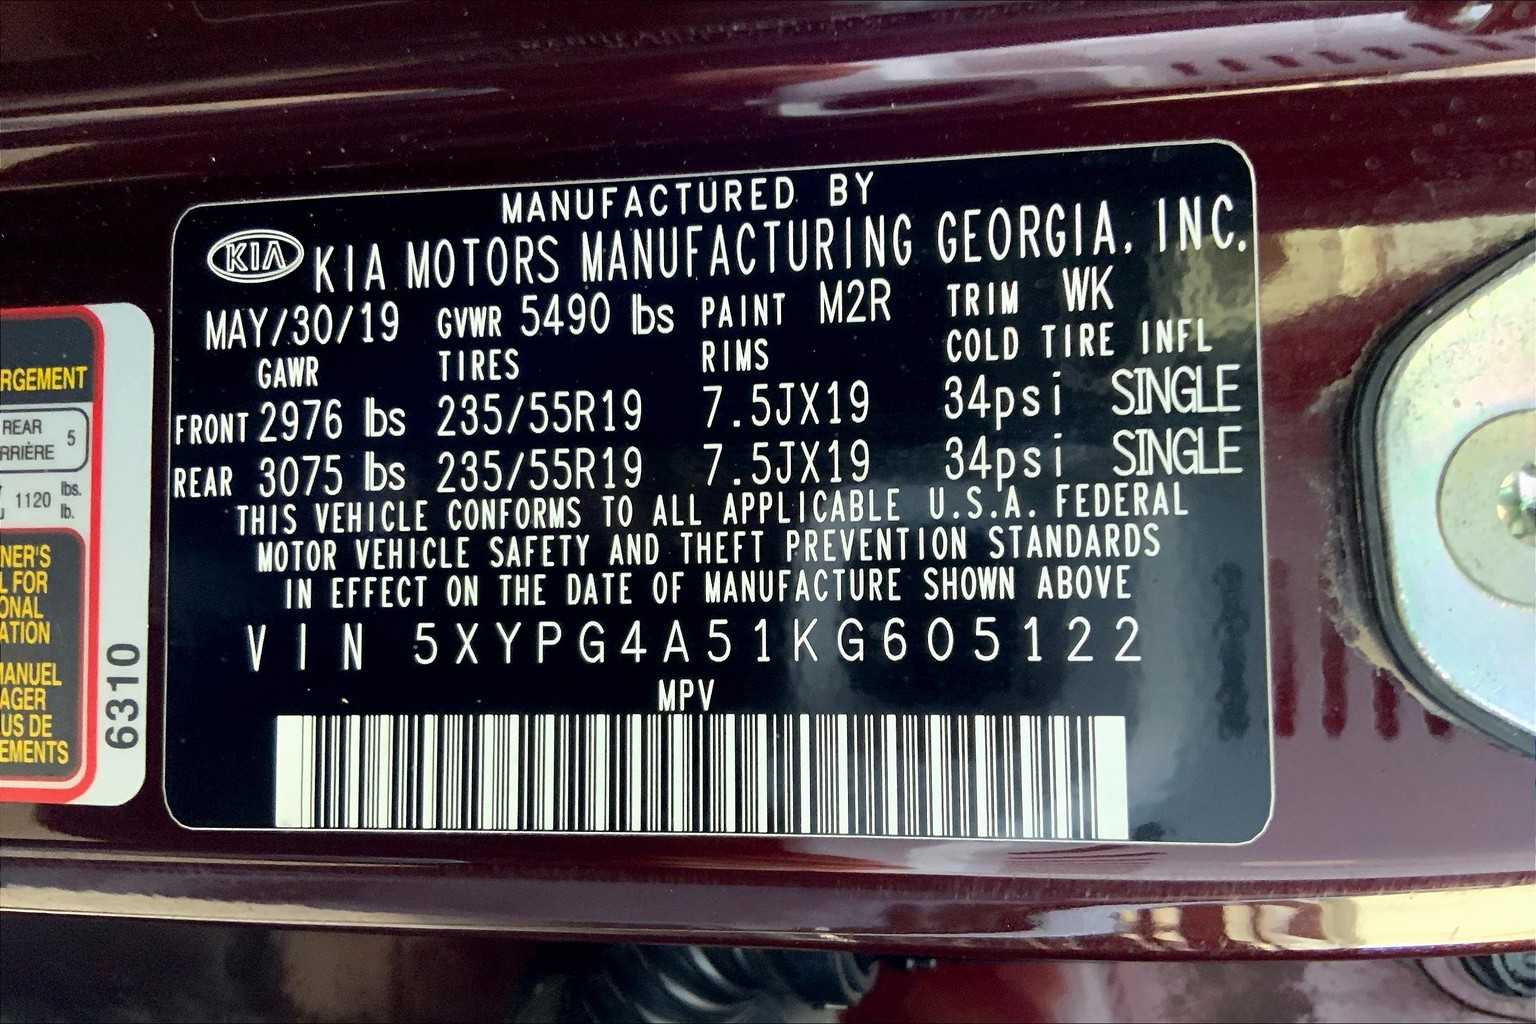 MANUFACTURED BY
KIA KIA MOTORS MANUFACTURING GEORGIA, INC.
MAY/30/19 GVWR 5490 lbs PAINT M2R TRIM WK
GAWR TIRES RIMS COLD TIRE INFL
FRONT 2976 lbs 235/55R19 7.5JX19 34psi SINGLE
REAR 3075 lbs 235/55R19 7.5JX19 34psi SINGLE
THIS VEHICLE CONFORMS TO ALL APPLICABLE U.S.A. FEDERAL
MOTOR VEHICLE SAFETY AND THEFT PREVENTION STANDARDS
IN EFFECT ON THE DATE OF MANUFACTURE SHOWN ABOVE
VIN 5XYPG4A51KG605122
MPV
RGEMENT
REAR 5
RRIÈRE
1120 lbs.
lb.
NER'S
L FOR
ONAL
ATION
MANUEL
AGER
US DE
EMENTS
6310